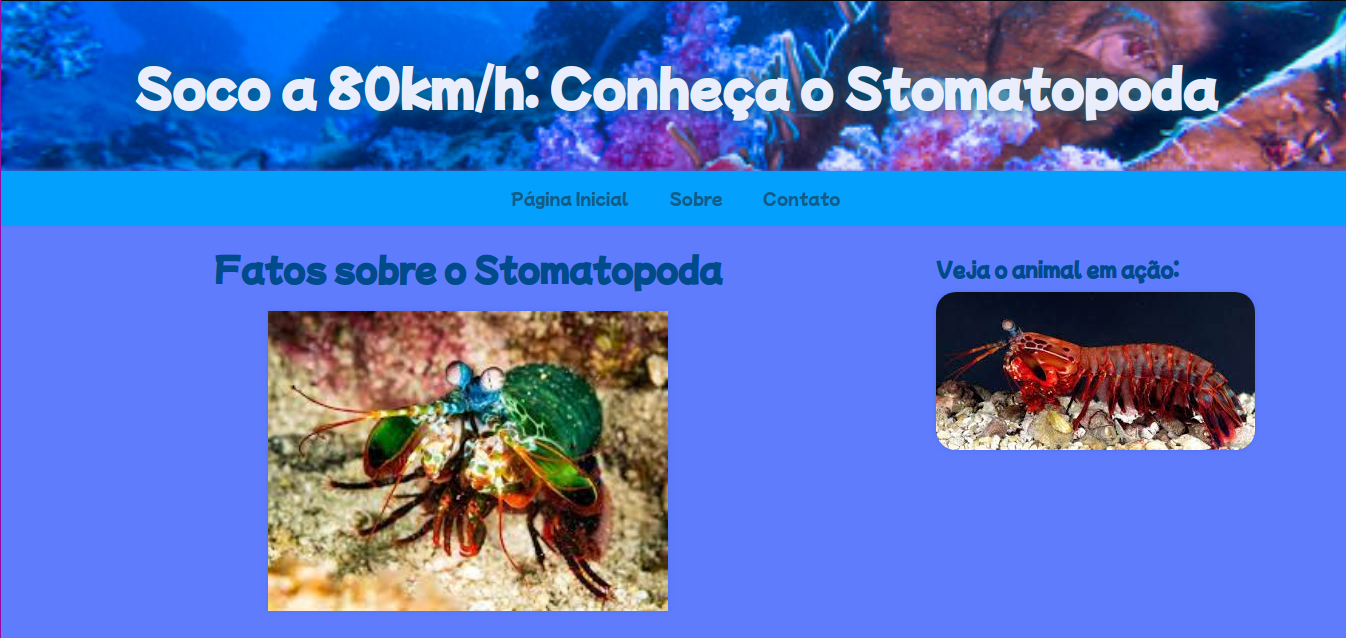 Soco a 80km/h: Conheça o Stomatopoda
Página Inicial Sobre Contato
Fatos sobre o Stomatopoda
Veja o animal em ação: